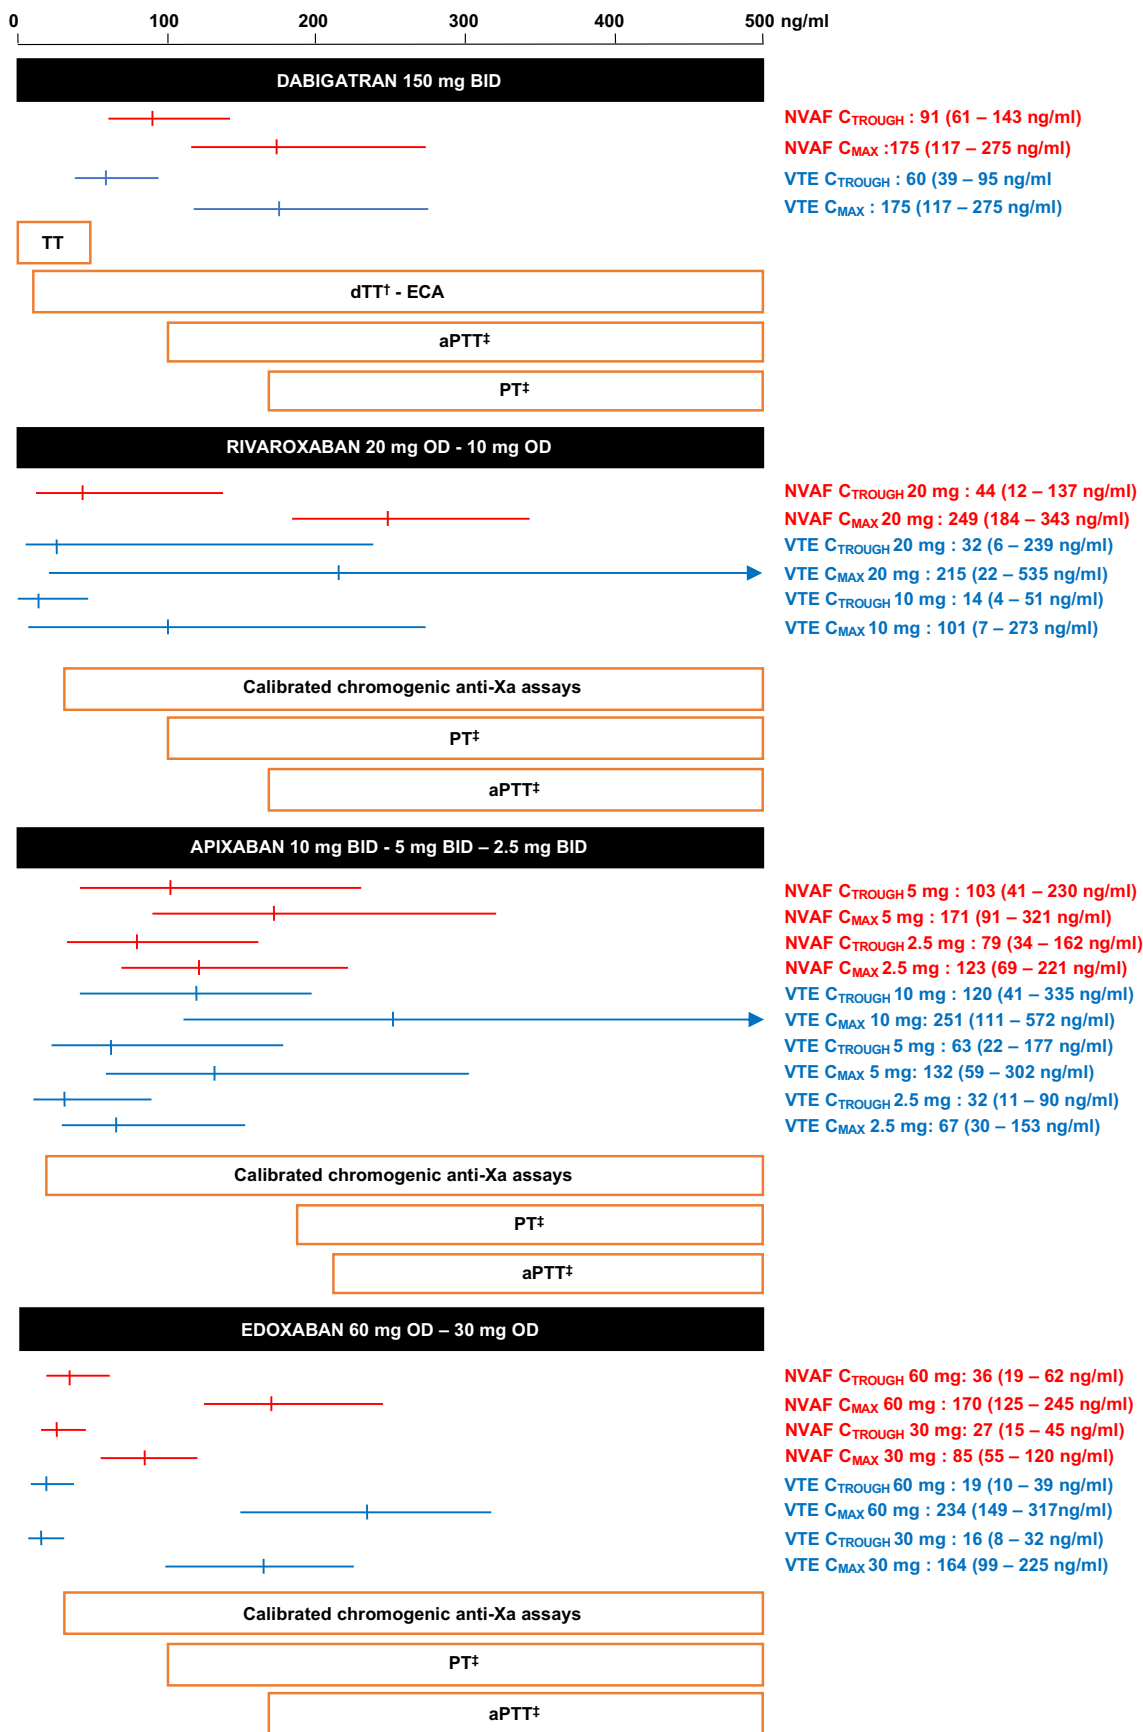 0 100 200 300 400 500 ng/ml
DABIGATRAN 150 mg BID
NVAF CTROUGH : 91 (61 – 143 ng/ml)
NVAF CMAX :175 (117 – 275 ng/ml)
VTE CTROUGH : 60 (39 – 95 ng/ml
VTE CMAX : 175 (117 – 275 ng/ml)
TT
dTT† - ECA
aPTT‡
PT‡
RIVAROXABAN 20 mg OD - 10 mg OD
NVAF CTROUGH 20 mg : 44 (12 – 137 ng/ml)
NVAF CMAX 20 mg : 249 (184 – 343 ng/ml)
VTE CTROUGH 20 mg : 32 (6 – 239 ng/ml)
VTE CMAX 20 mg : 215 (22 – 535 ng/ml)
VTE CTROUGH 10 mg : 14 (4 – 51 ng/ml)
VTE CMAX 10 mg : 101 (7 – 273 ng/ml)
Calibrated chromogenic anti-Xa assays
PT‡
aPTT‡
APIXABAN 10 mg BID - 5 mg BID – 2.5 mg BID
NVAF CTROUGH 5 mg : 103 (41 – 230 ng/ml)
NVAF CMAX 5 mg : 171 (91 – 321 ng/ml)
NVAF CTROUGH 2.5 mg : 79 (34 – 162 ng/ml)
NVAF CMAX 2.5 mg : 123 (69 – 221 ng/ml)
VTE CTROUGH 10 mg : 120 (41 – 335 ng/ml)
VTE CMAX 10 mg: 251 (111 – 572 ng/ml)
VTE CTROUGH 5 mg : 63 (22 – 177 ng/ml)
VTE CMAX 5 mg: 132 (59 – 302 ng/ml)
VTE CTROUGH 2.5 mg : 32 (11 – 90 ng/ml)
VTE CMAX 2.5 mg: 67 (30 – 153 ng/ml)
Calibrated chromogenic anti-Xa assays
PT‡
aPTT‡
EDOXABAN 60 mg OD – 30 mg OD
NVAF CTROUGH 60 mg: 36 (19 – 62 ng/ml)
NVAF CMAX 60 mg : 170 (125 – 245 ng/ml)
NVAF CTROUGH 30 mg: 27 (15 – 45 ng/ml)
NVAF CMAX 30 mg : 85 (55 – 120 ng/ml)
VTE CTROUGH 60 mg : 19 (10 – 39 ng/ml)
VTE CMAX 60 mg : 234 (149 – 317ng/ml)
VTE CTROUGH 30 mg : 16 (8 – 32 ng/ml)
VTE CMAX 30 mg : 164 (99 – 225 ng/ml)
Calibrated chromogenic anti-Xa assays
PT‡
aPTT‡